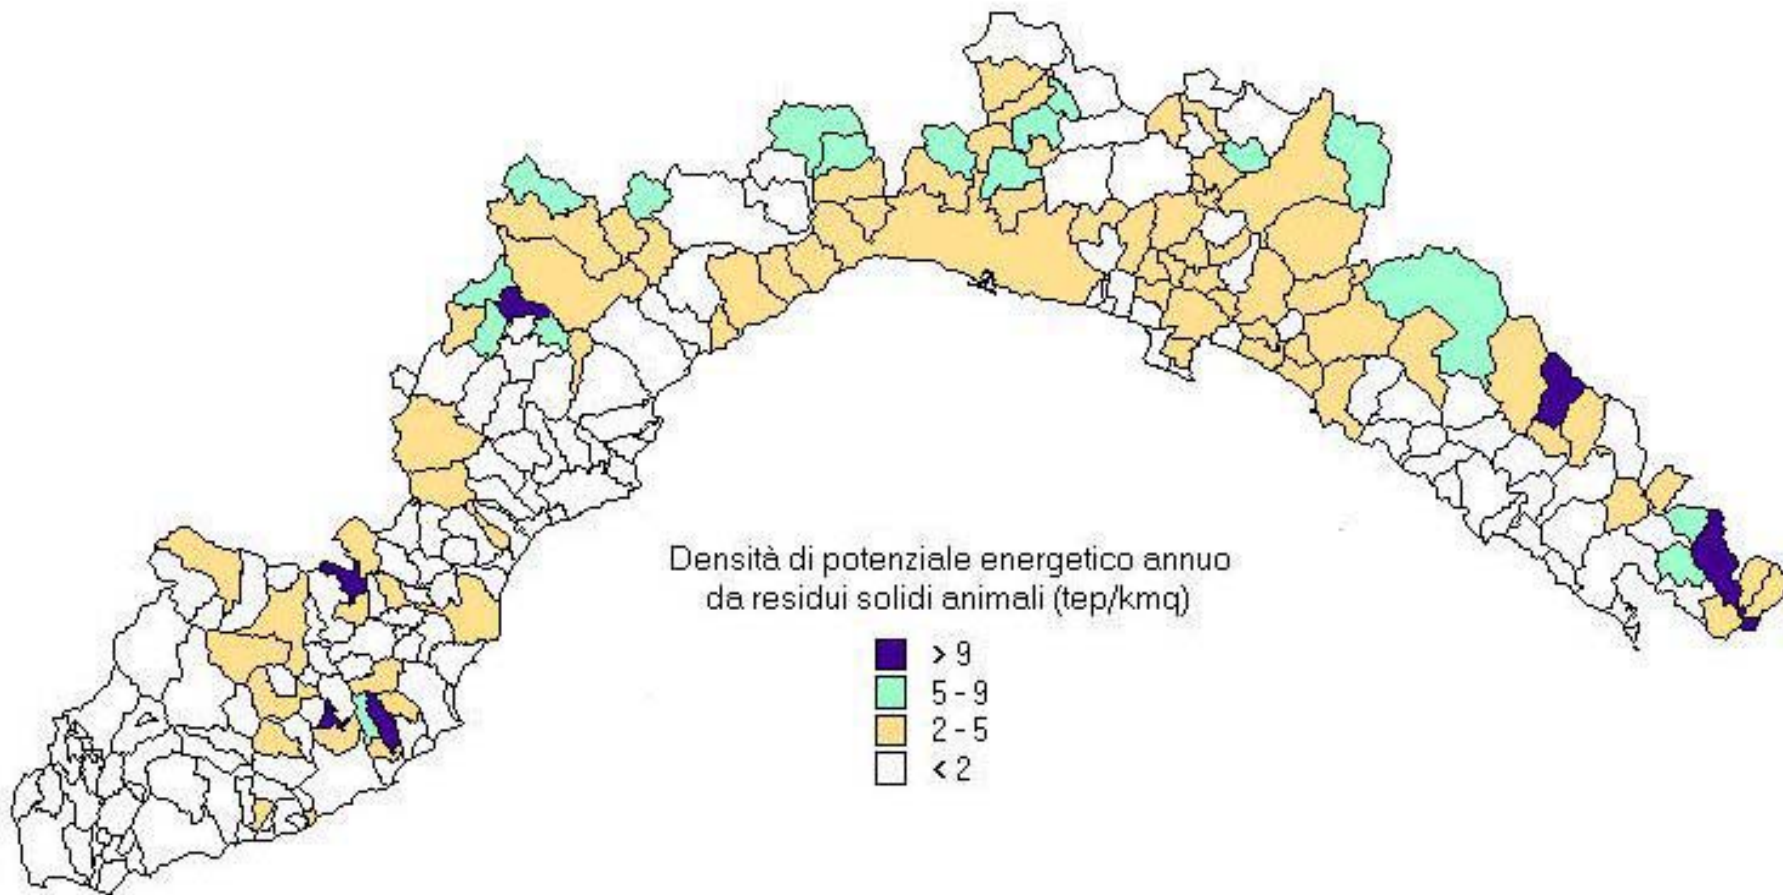 Densità di potenziale energetico annuo
da residui solidi animali (tep/kmq)
> 9
5 - 9
2 - 5
< 2